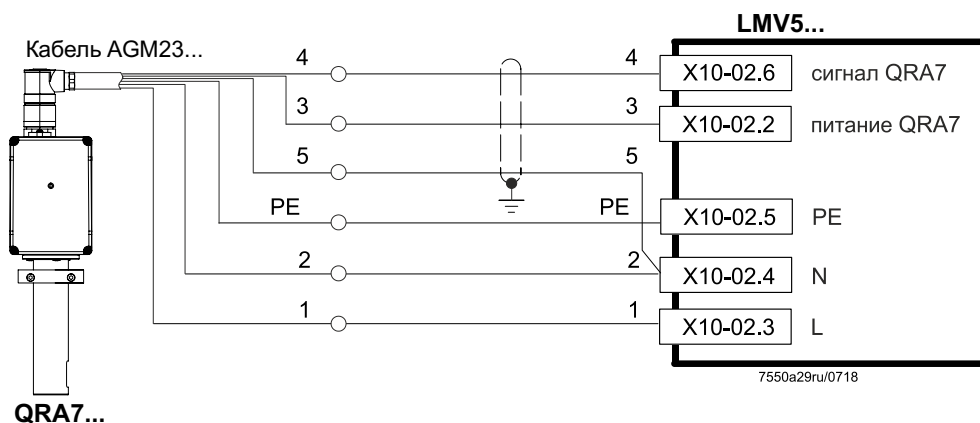 LMV5...
Кабель AGM23...
4 4 X10-02.6 сигнал QRA7
3 3 X10-02.2 питание QRA7
5 5
PE PE X10-02.5 PE
2 2 X10-02.4 N
1 1 X10-02.3 L
7550a29ru/0718
QRA7...